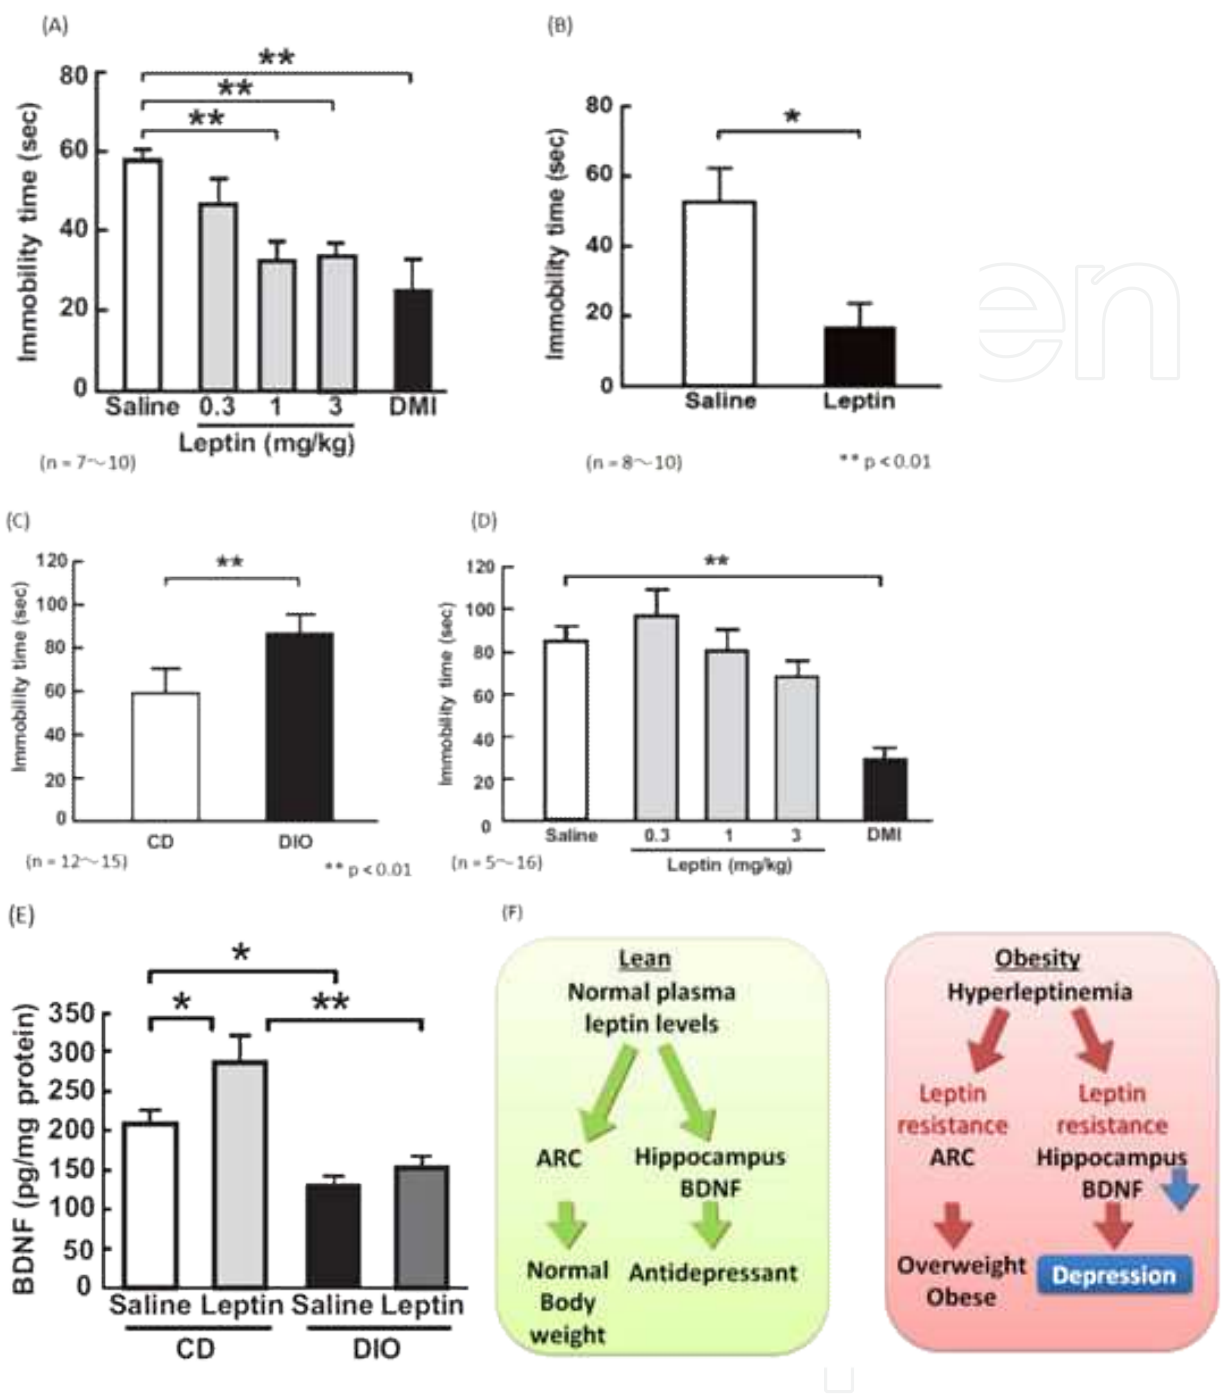 (A)
**
**
**
80
60
40
20
0
Immobility time (sec)
Saline 0.3 1 3 DMI
Leptin (mg/kg)
(n = 7～10)
(B)
*
80
60
40
20
0
Immobility time (sec)
Saline Leptin
(n = 8～10) ** p < 0.01
(C)
**
120
100
80
60
40
20
0
Immobility time (sec)
CD DIO
(n = 12～15) ** p < 0.01
(D)
**
120
100
80
60
40
20
0
Immobility time (sec)
Saline 0.3 1 3 DMI
Leptin (mg/kg)
(n = 5～16)
(E)
*
* **
350
300
250
200
150
100
50
0
BDNF (pg/mg protein)
Saline Leptin Saline Leptin
CD DIO
(F)
Lean
Normal plasma
leptin levels
ARC
Hippocampus
BDNF
Normal
Body
weight
Antidepressant
Obesity
Hyperleptinemia
Leptin
resistance
ARC
Leptin
resistance
Hippocampus
BDNF
Overweight
Obese
Depression
en